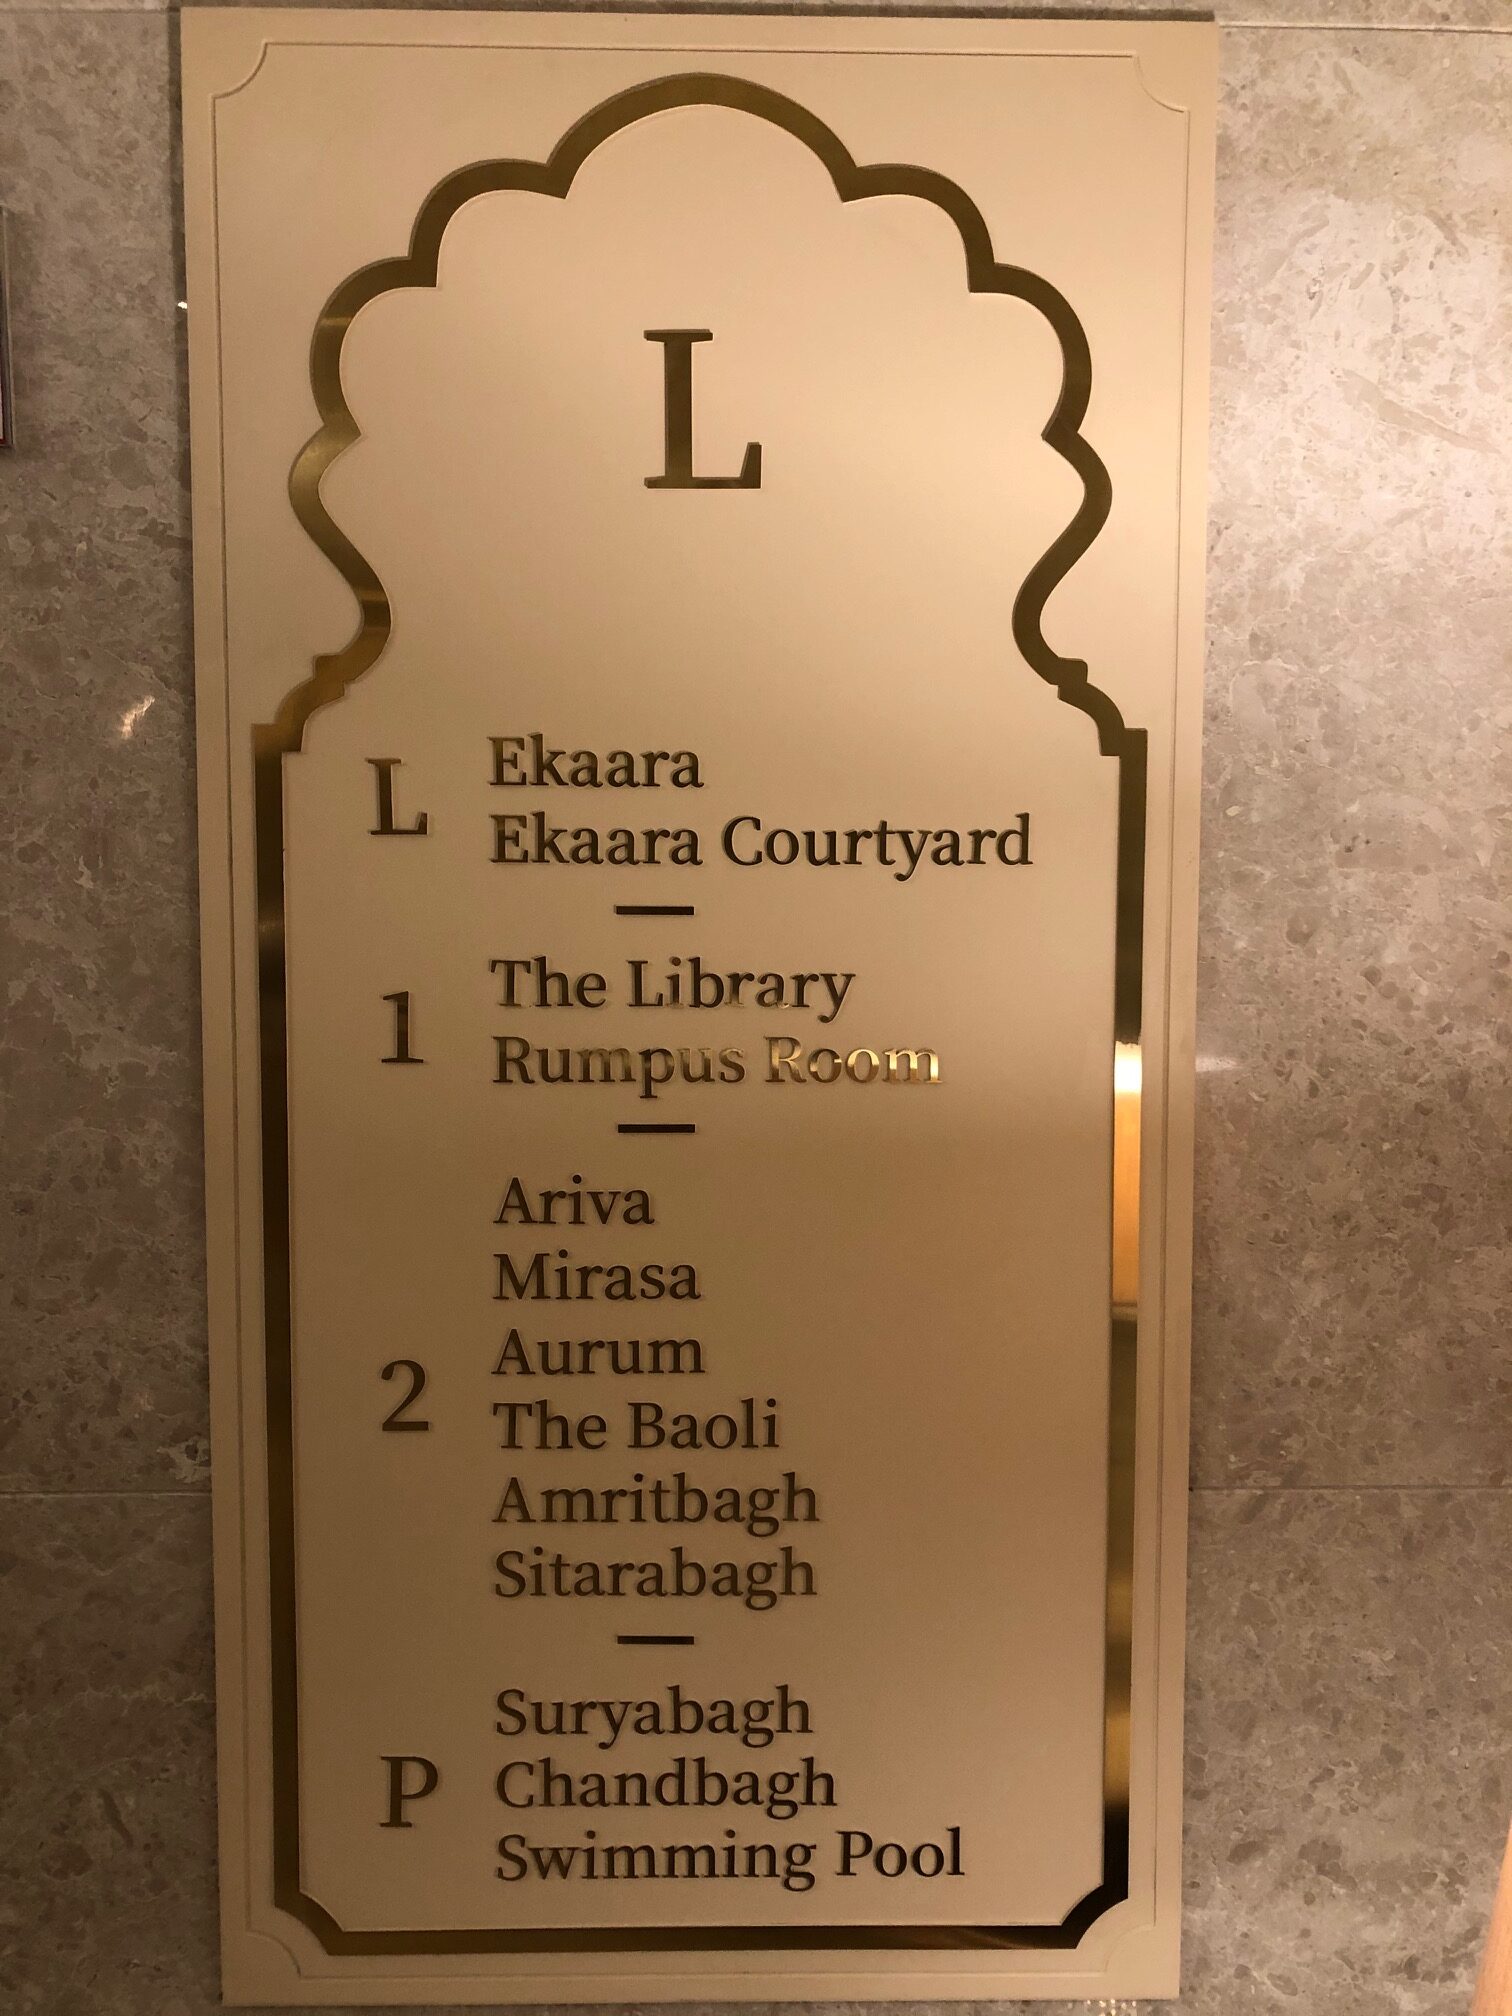 L
L Ekaara
Ekaara Courtyard
1 The Library
Rumpus Room
Ariva
Mirasa
Aurum
2 The Baoli
Amritbagh
Sitarabagh
Suryabagh
P Chandbagh
Swimming Pool